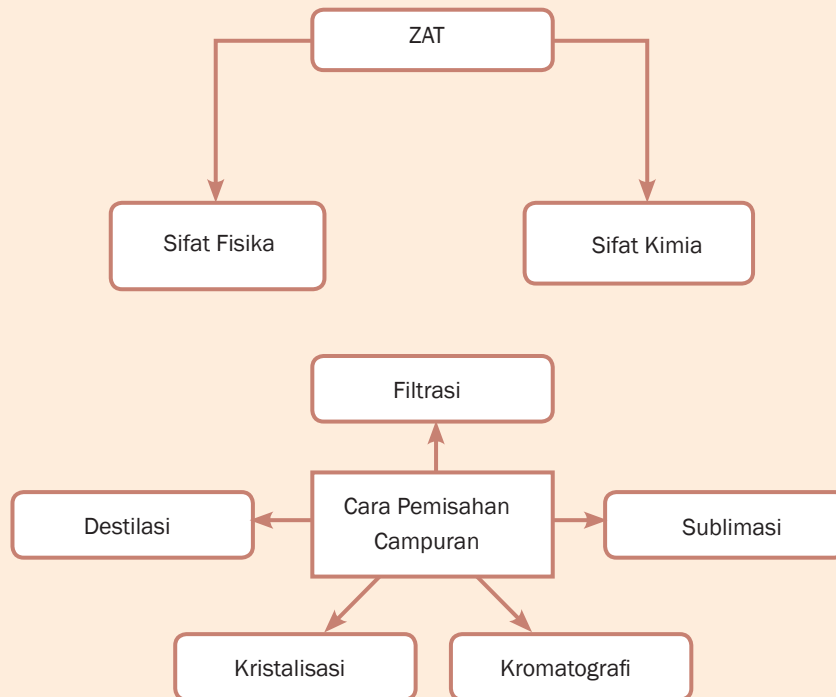 ZAT
Sifat Fisika
Sifat Kimia
Filtrasi
Destilasi
Cara Pemisahan
Campuran
Sublimasi
Kristalisasi
Kromatografi